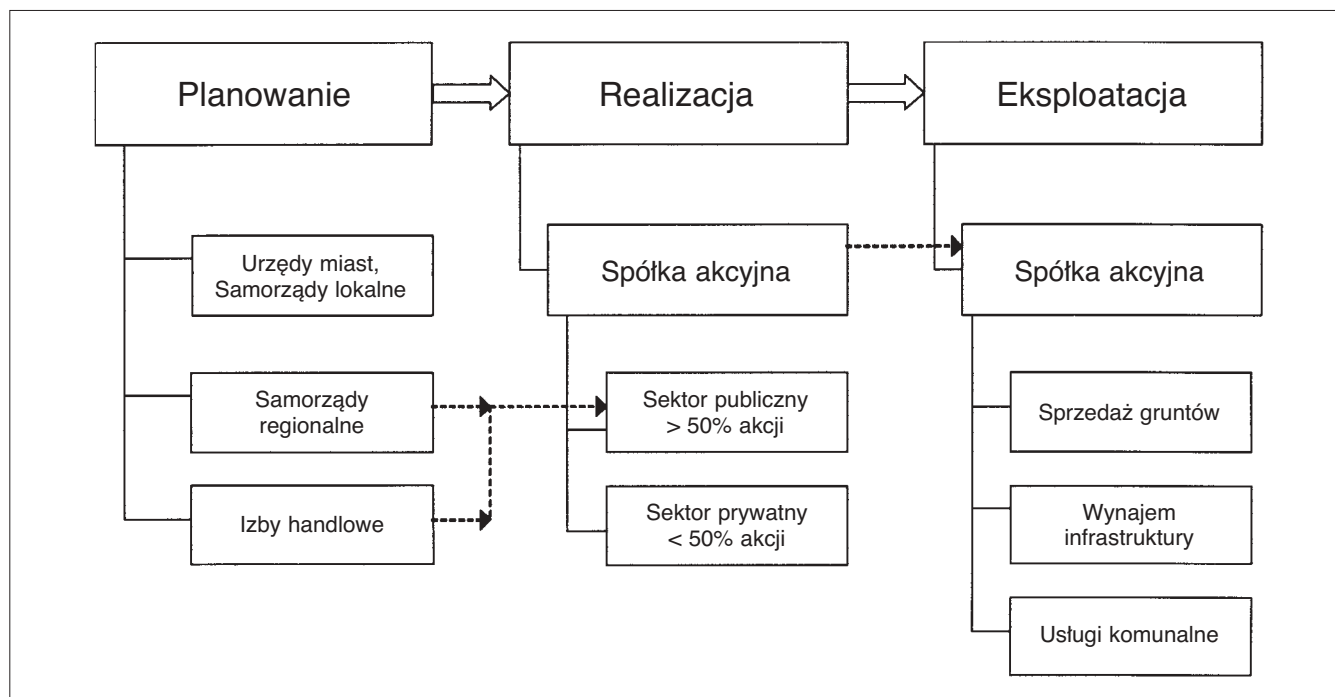 Planowanie
Realizacja
Eksploatacja
Urzędy miast,
Samorządy lokalne
Spółka akcyjna
Spółka akcyjna
Samorządy
regionalne
Sektor publiczny
> 50% akcji
Sprzedaż gruntów
Izby handlowe
Sektor prywatny
< 50% akcji
Wynajem
infrastruktury
Usługi komunalne